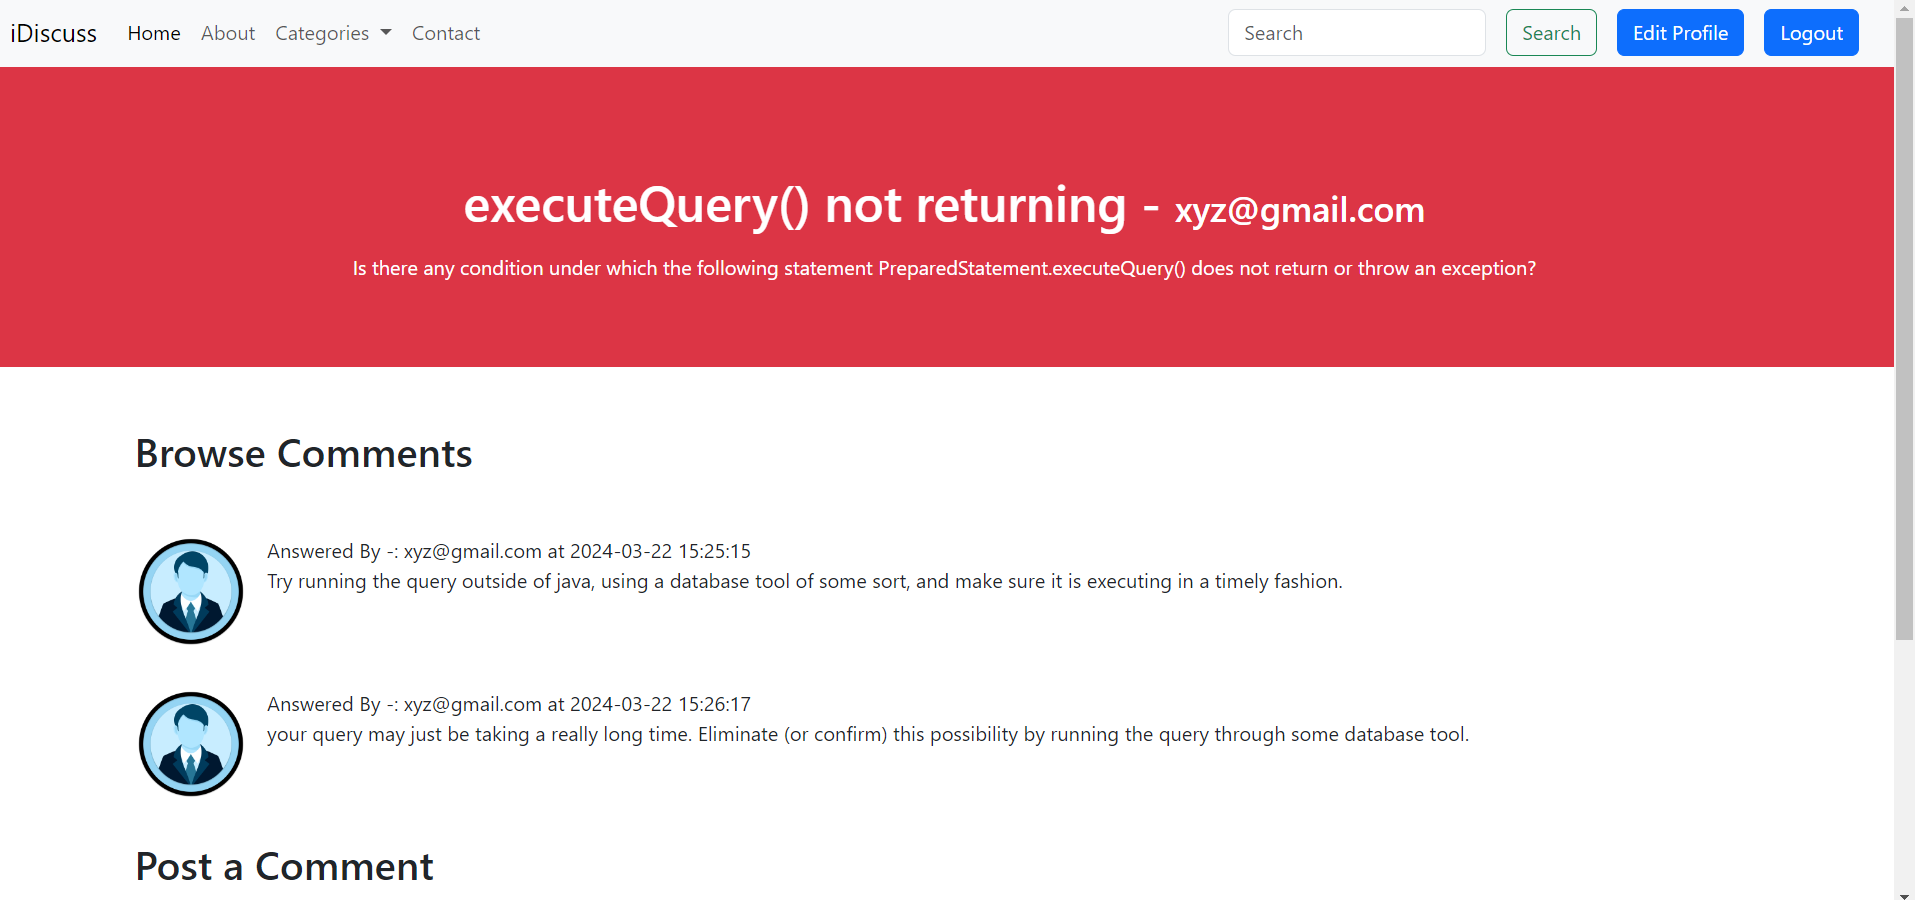 iDiscuss Home About Categories Contact Search Search Edit Profile Logout
executeQuery() not returning - xyz@gmail.com
Is there any condition under which the following statement PreparedStatement.executeQuery() does not return or throw an exception?
Browse Comments
Answered By -: xyz@gmail.com at 2024-03-22 15:25:15
Try running the query outside of java, using a database tool of some sort, and make sure it is executing in a timely fashion.
Answered By -: xyz@gmail.com at 2024-03-22 15:26:17
your query may just be taking a really long time. Eliminate (or confirm) this possibility by running the query through some database tool.
Post a Comment